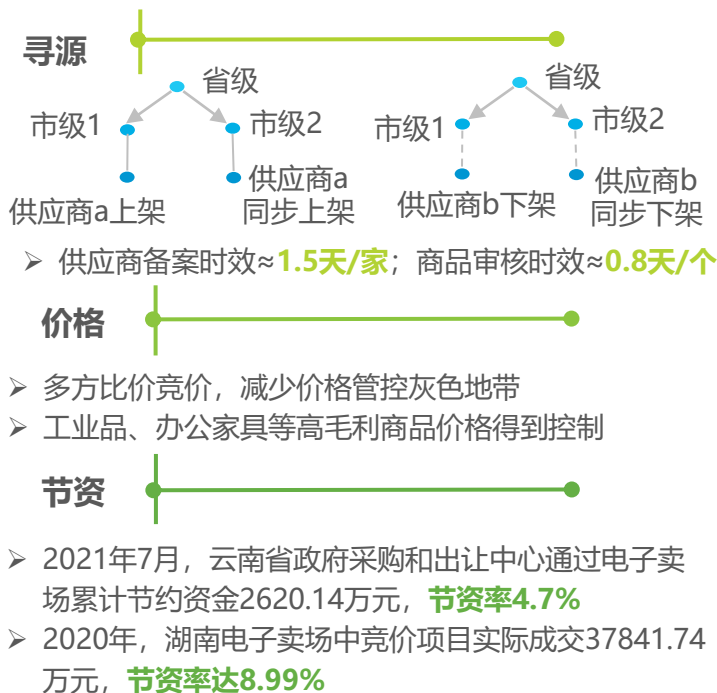 寻源
省级
市级1
市级2
供应商a上架
供应商a
同步上架
省级
市级1
市级2
供应商b下架
供应商b
同步下架
➢ 供应商备案时效≈1.5天/家；商品审核时效≈0.8天/个
价格
➢ 多方比价竞价，减少价格管控灰色地带
➢ 工业品、办公家具等高毛利商品价格得到控制
节资
➢ 2021年7月，云南省政府采购和出让中心通过电子卖
场累计节约资金2620.14万元，节资率4.7%
➢ 2020年，湖南电子卖场中竞价项目实际成交37841.74
万元，节资率达8.99%